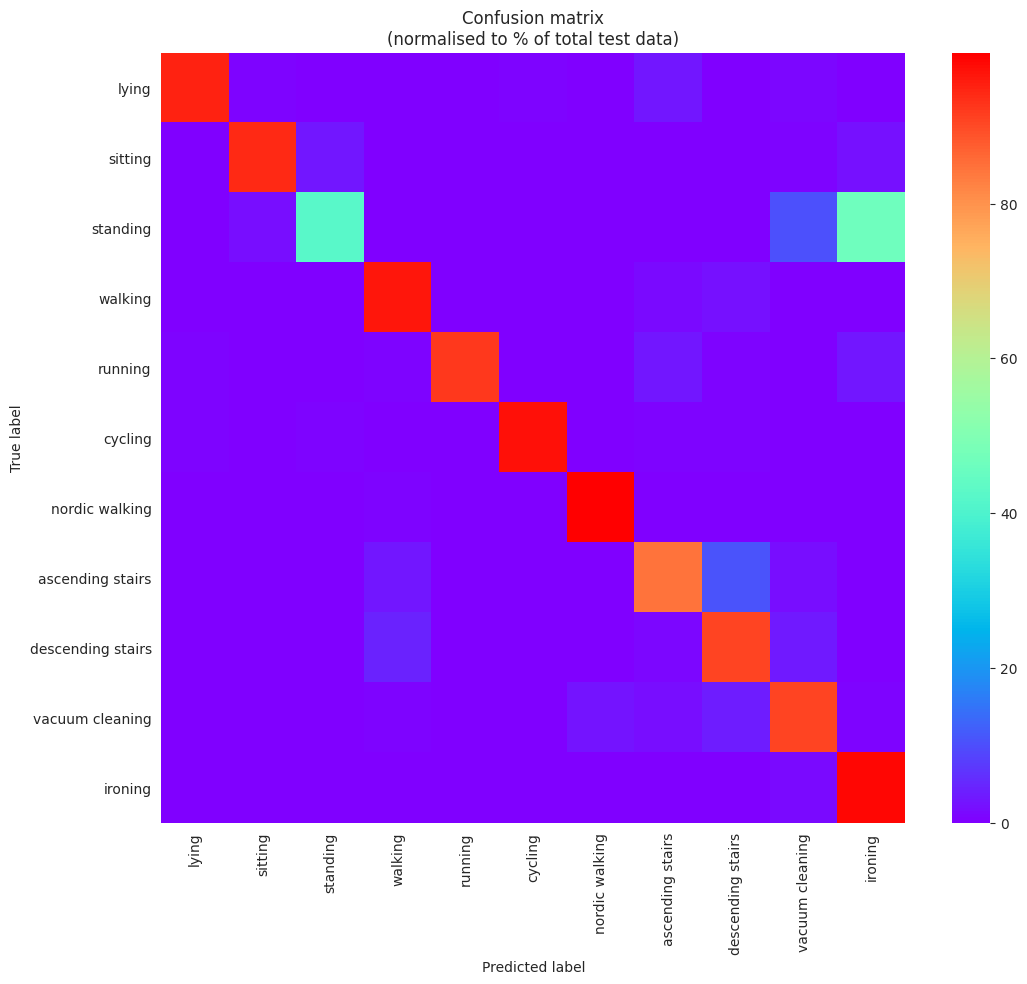 Confusion matrix
(normalised to % of total test data)
lying
sitting
standing
walking
running
cycling
nordic walking
ascending stairs
descending stairs
vacuum cleaning
ironing
True label
lying
sitting
standing
walking
running
cycling
nordic walking
ascending stairs
descending stairs
vacuum cleaning
ironing
Predicted label
80
60
40
20
0